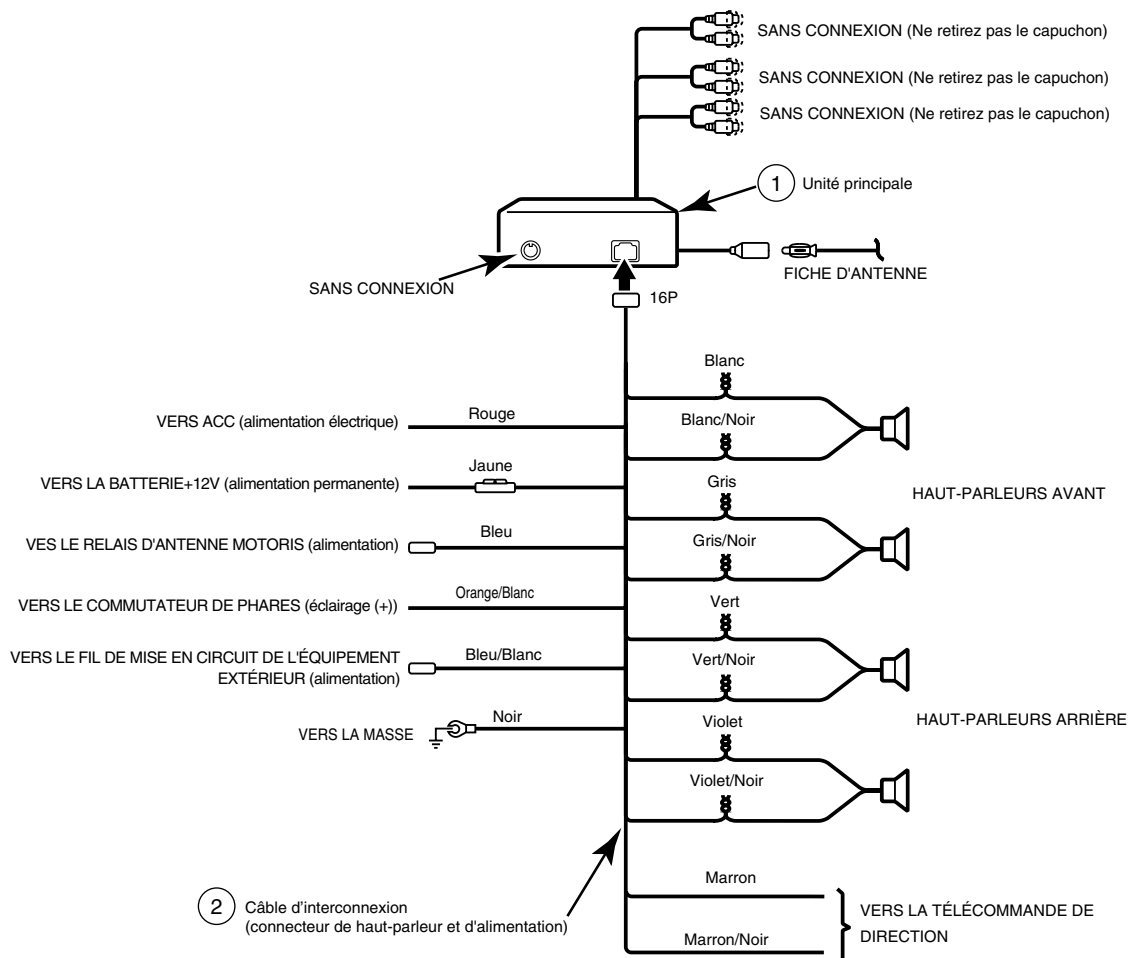 SANS CONNEXION (Ne retirez pas le capuchon)
SANS CONNEXION (Ne retirez pas le capuchon)
SANS CONNEXION (Ne retirez pas le capuchon)
1 Unité principale
FICHE D'ANTENNE
SANS CONNEXION
16P
Blanc
VERS ACC (alimentation électrique)
Rouge
Blanc/Noir
VERS LA BATTERIE+12V (alimentation permanente)
Jaune
Gris
HAUT-PARLEURS AVANT
VES LE RELAIS D'ANTENNE MOTORIS (alimentation)
Bleu
Gris/Noir
VERS LE COMMUTATEUR DE PHARES (éclairage (+))
Orange/Blanc
Vert
VERS LE FIL DE MISE EN CIRCUIT DE L'ÉQUIPEMENT
EXTÉRIEUR (alimentation)
Bleu/Blanc
Vert/Noir
VERS LA MASSE
Noir
Violet
HAUT-PARLEURS ARRIÈRE
Violet/Noir
Marron
2 Câble d'interconnexion
(connecteur de haut-parleur et d'alimentation)
VERS LA TÉLÉCOMMANDE DE
DIRECTION
Marron/Noir